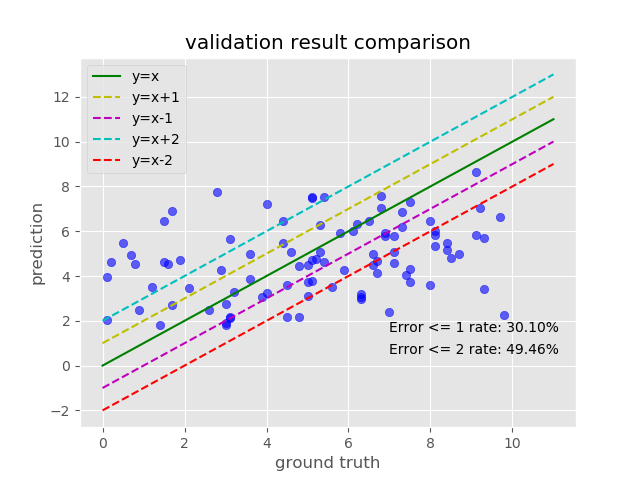 validation result comparison
y=x
y=x+1
y=x-1
y=x+2
y=x-2
12
10
8
6
4
2
0
−2
prediction
Error <= 1 rate: 30.10%
Error <= 2 rate: 49.46%
0 2 4 6 8 10
ground truth